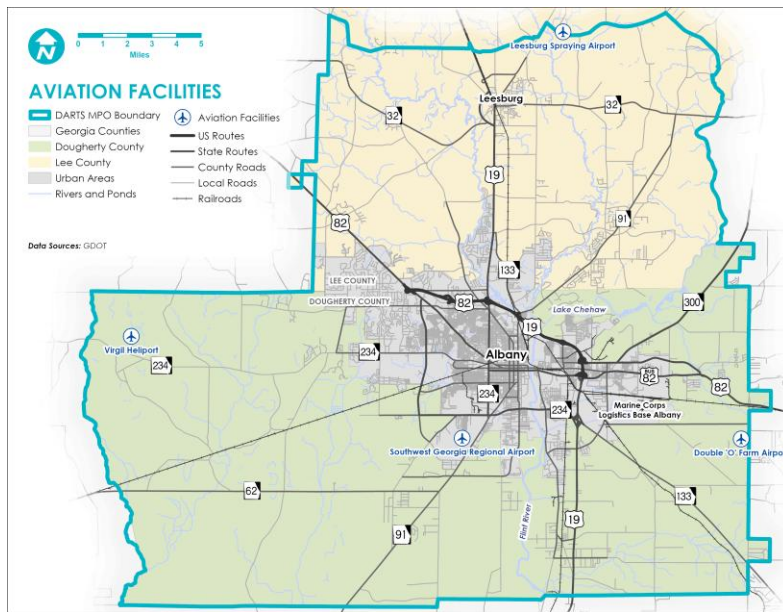 N
0 1 2 3 4 5
Miles
AVIATION FACILITIES
DARTS MPO Boundary
Georgia Counties
Dougherty County
Lee County
Urban Areas
Rivers and Ponds
Aviation Facilities
US Routes
State Routes
County Roads
Local Roads
Railroads
Data Sources: GDOT
Leesburg Spraying Airport
Leesburg
32
32
19
82
91
133
LEE COUNTY
DOUGHERTY COUNTY
82
Lake Chehaw
300
19
Virgil Heliport
234
234
Albany
BUS
82
82
234
234
Marine Corps
Logistics Base Albany
Southwest Georgia Regional Airport
Double 'O' Farm Airpo
62
133
91
Flint River
19